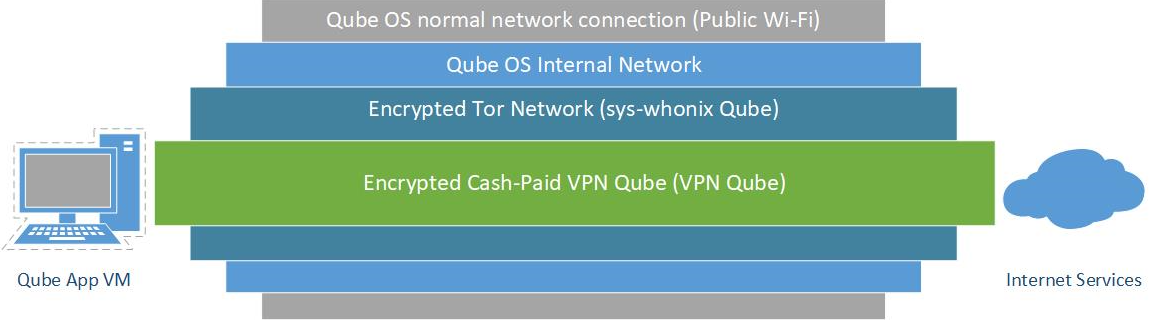 Qube OS normal network connection (Public Wi-Fi)
Qube OS Internal Network
Encrypted Tor Network (sys-whonix Qube)
Encrypted Cash-Paid VPN Qube (VPN Qube)
Qube App VM
Internet Services